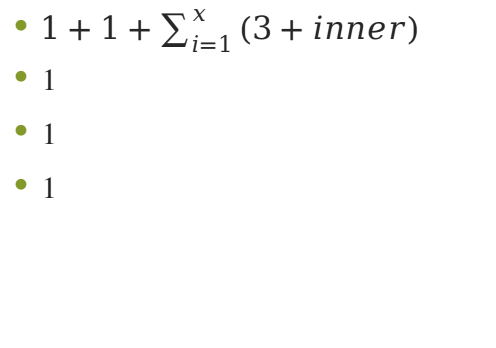 • 1 + 1 + ∑_{i=1}^{x} (3 + inner)
• 1
• 1
• 1